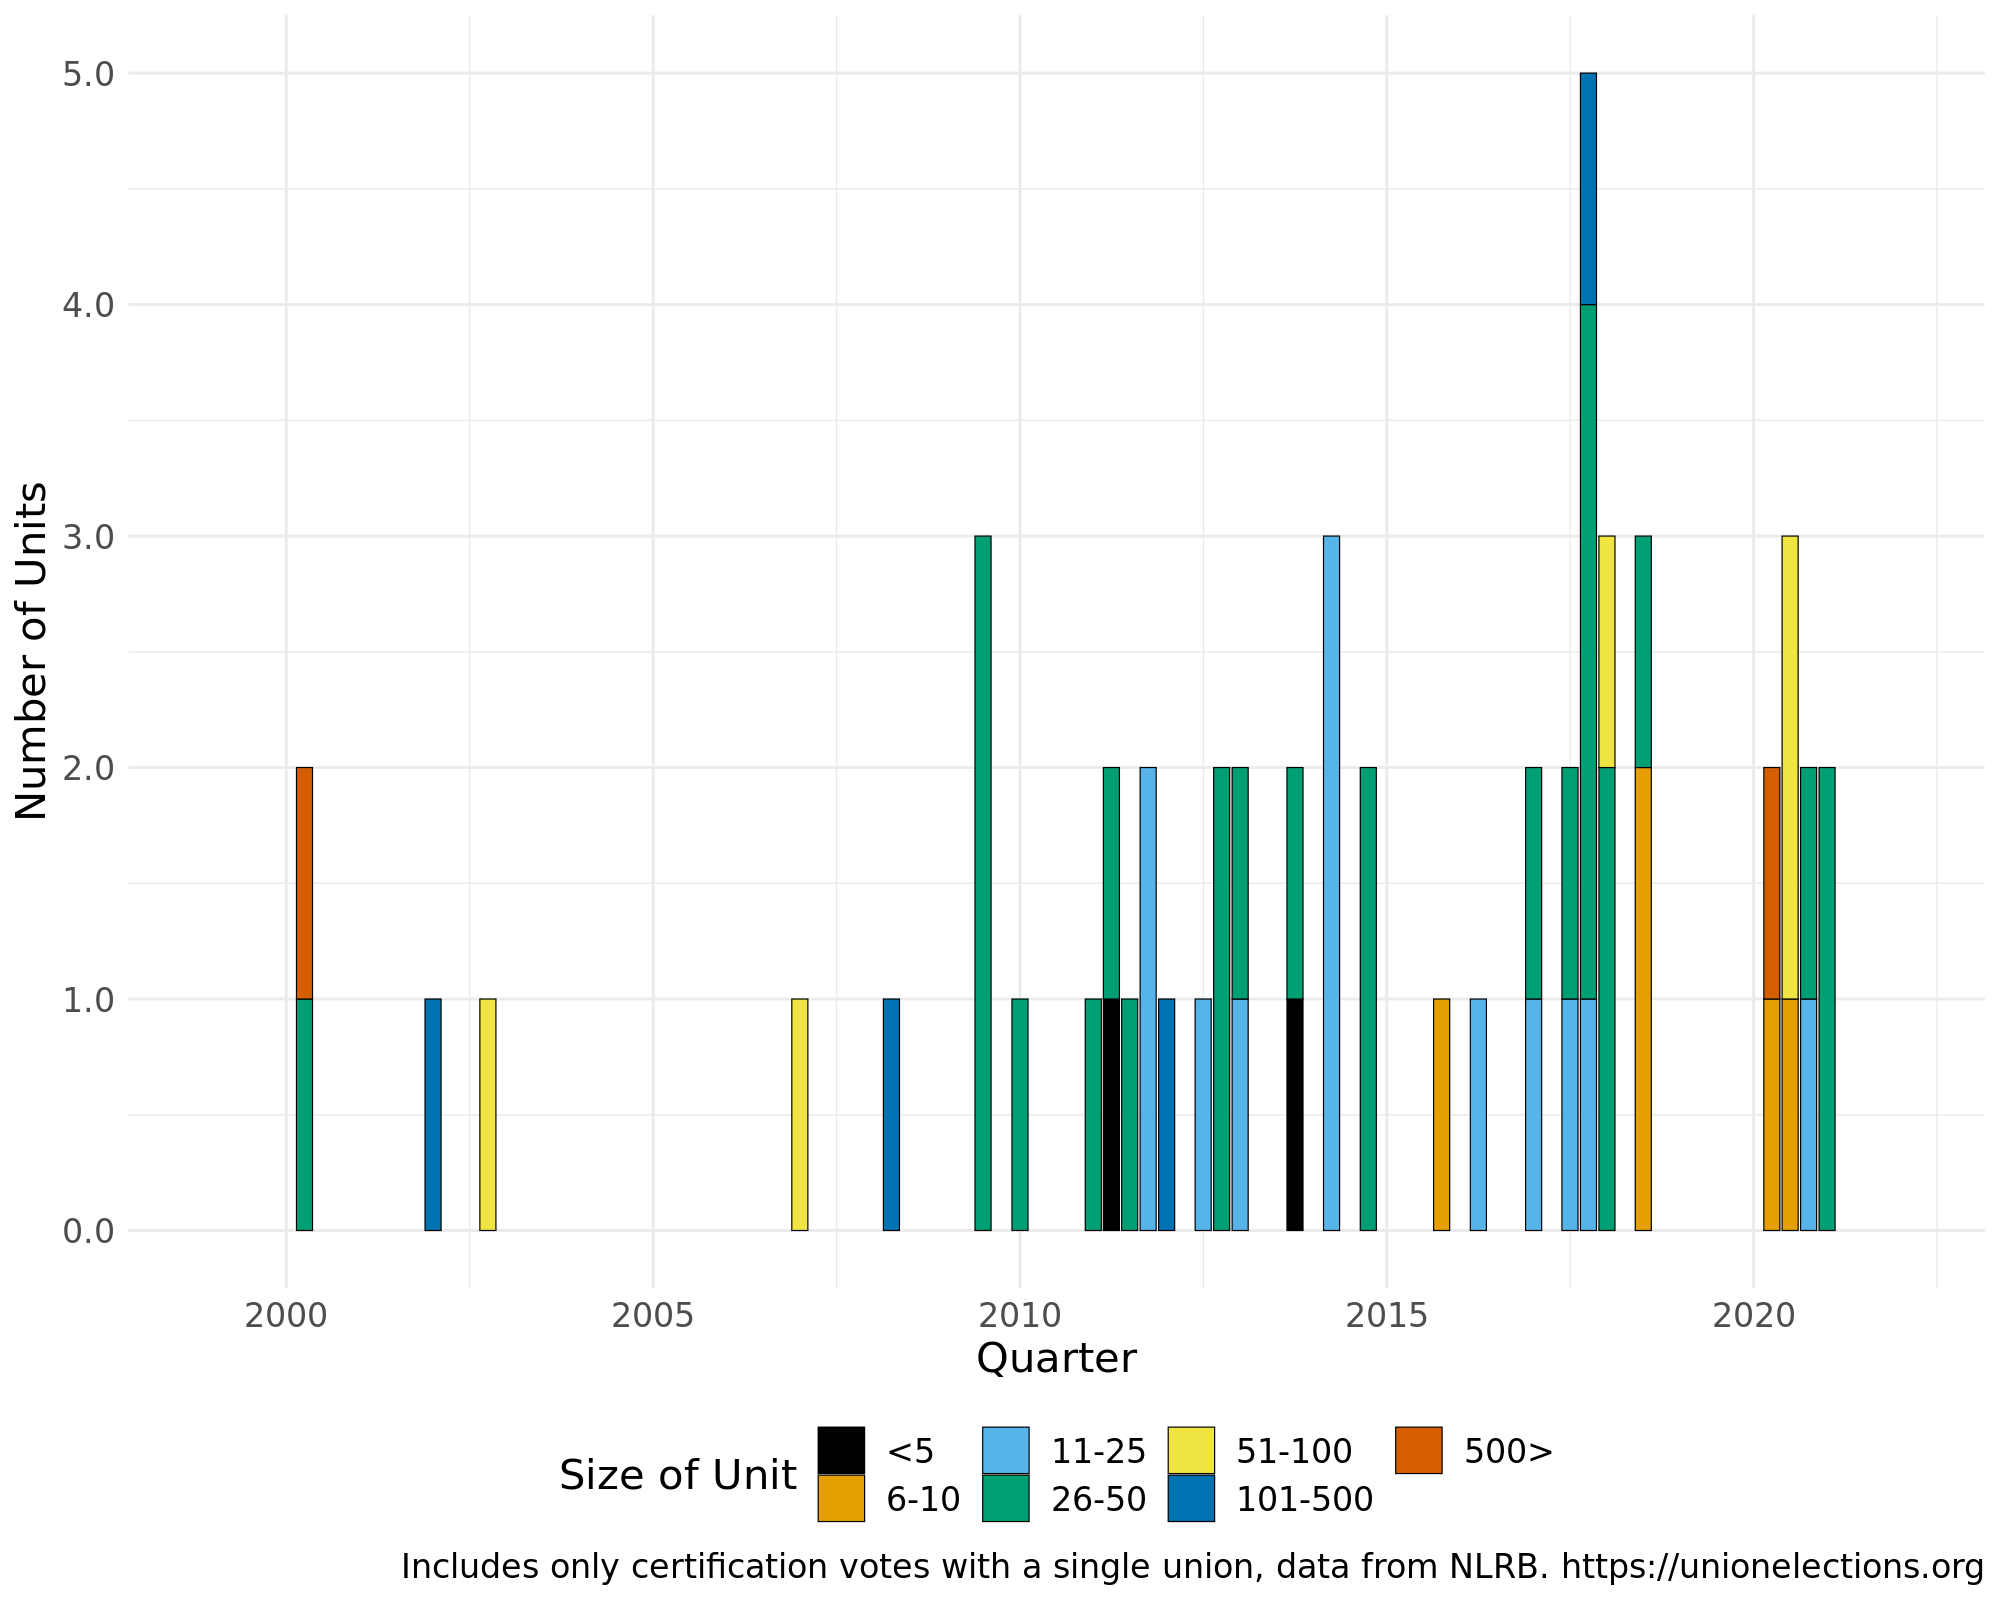 5.0
4.0
3.0
2.0
1.0
0.0
Number of Units
2000 2005 2010 2015 2020
Quarter
Size of Unit
<5 11-25 51-100 500>
6-10 26-50 101-500
Includes only certification votes with a single union, data from NLRB. https://unionelections.org